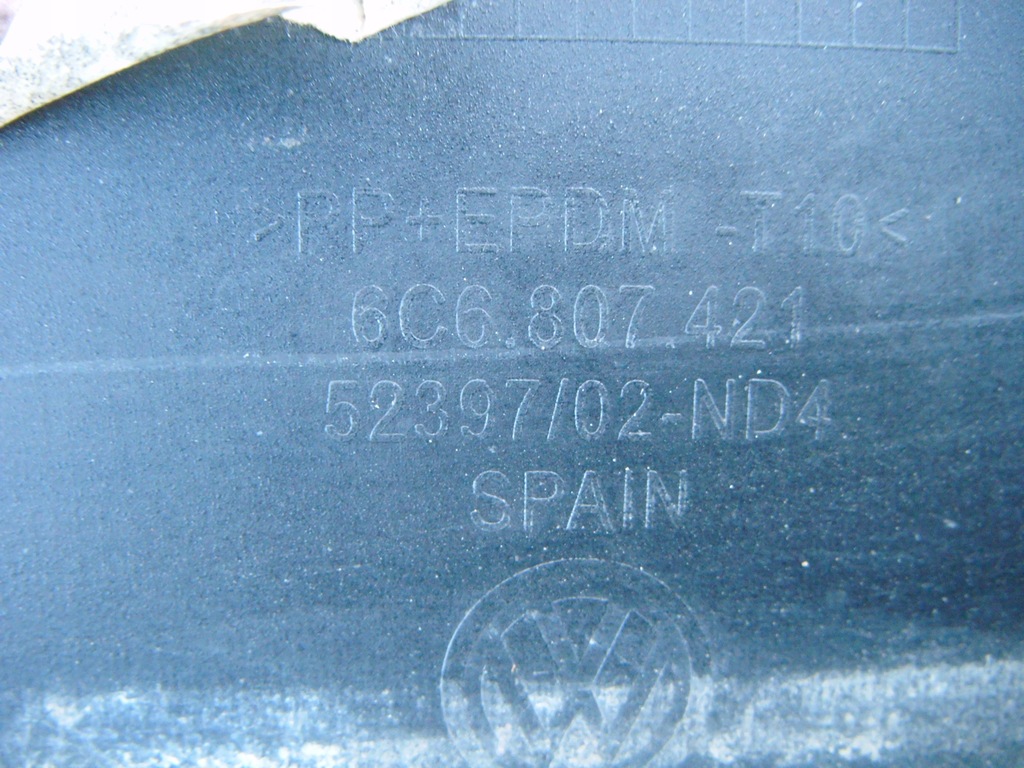 >PP+EPDM -T10<
6C6.807.421
52397/02-ND4
SPAIN